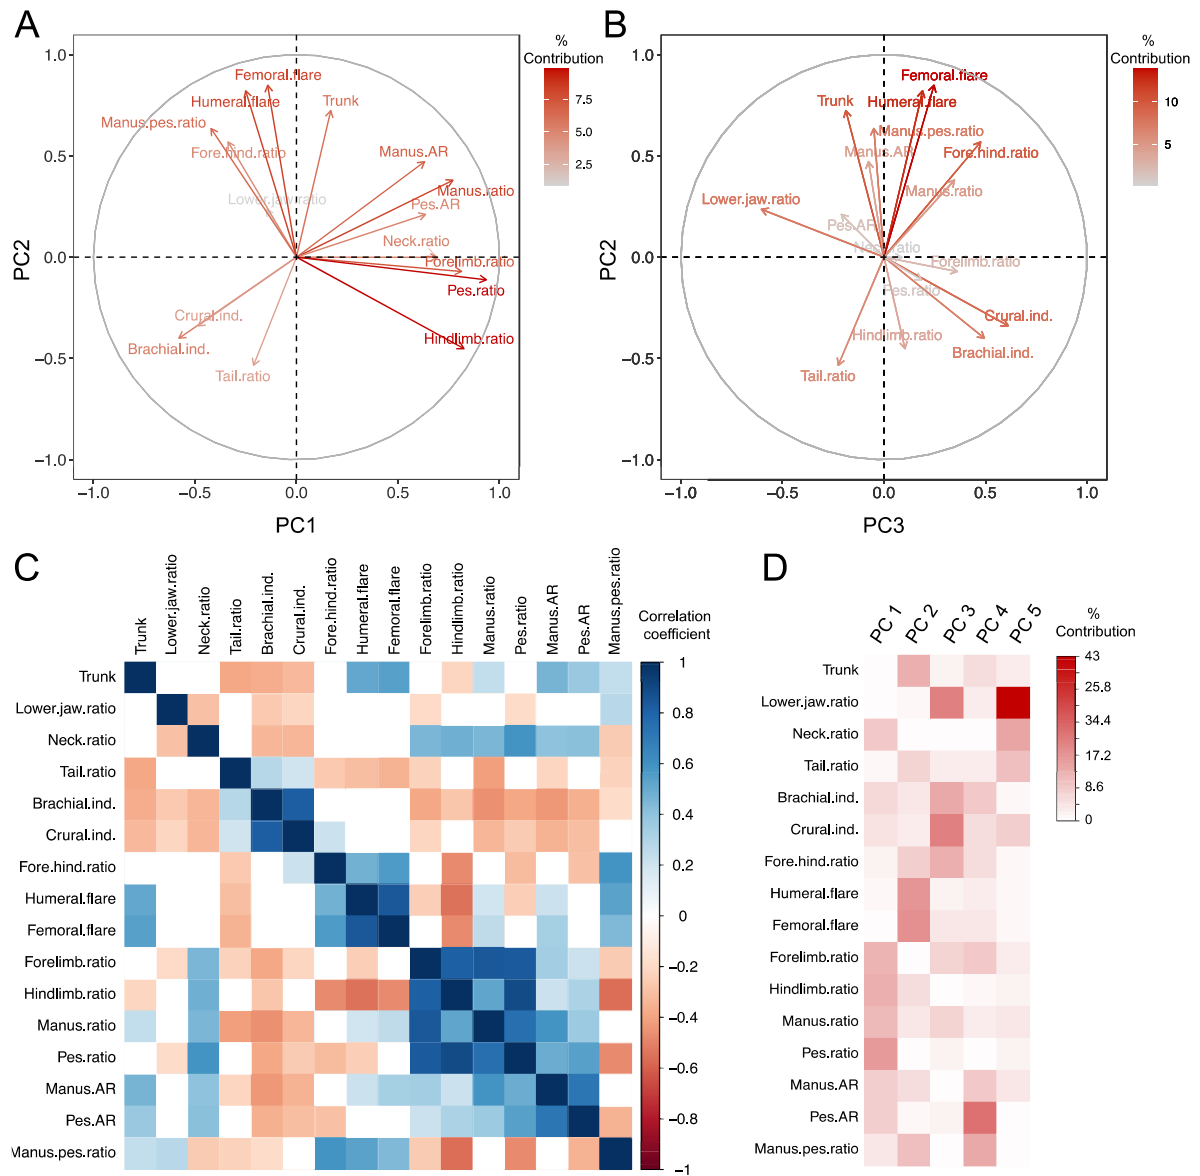 A
%
Contribution
7.5
5.0
2.5
1.0
0.5
0.0
−0.5
−1.0
PC2
Femoral.flare
Humeral.flare
Trunk
Manus.pes.ratio
Fore.hind.ratio
Manus.AR
Manus.ratio
Lower.jaw.ratio
Pes.AR
Neck.ratio
Forelimb.ratio
Pes.ratio
Crural.ind.
Brachial.ind.
Hindlimb.ratio
Tail.ratio
−1.0 −0.5 0.0 0.5 1.0
PC1
B
%
Contribution
10
5
1.0
0.5
0.0
−0.5
−1.0
PC2
Femoral.flare
Trunk
Humeral.flare
Manus.pes.ratio
Manus.AR
Fore.hind.ratio
Manus.ratio
Lower.jaw.ratio
Pes.AR
Neck.ratio
Forelimb.ratio
Pes.ratio
Crural.ind.
Hindlimb.ratio
Brachial.ind.
Tail.ratio
−1.0 −0.5 0.0 0.5 1.0
PC3
C
Trunk
Lower.jaw.ratio
Neck.ratio
Tail.ratio
Brachial.ind.
Crural.ind.
Fore.hind.ratio
Humeral.flare
Femoral.flare
Forelimb.ratio
Hindlimb.ratio
Manus.ratio
Pes.ratio
Manus.AR
Pes.AR
Manus.pes.ratio
Correlation
coefficient
1
0.8
0.6
0.4
0.2
0
−0.2
−0.4
−0.6
−0.8
−1
Trunk
Lower.jaw.ratio
Neck.ratio
Tail.ratio
Brachial.ind.
Crural.ind.
Fore.hind.ratio
Humeral.flare
Femoral.flare
Forelimb.ratio
Hindlimb.ratio
Manus.ratio
Pes.ratio
Manus.AR
Pes.AR
Manus.pes.ratio
D
PC 1
PC 2
PC 3
PC 4
PC 5
%
Contribution
43
25.8
34.4
17.2
8.6
0
Trunk
Lower.jaw.ratio
Neck.ratio
Tail.ratio
Brachial.ind.
Crural.ind.
Fore.hind.ratio
Humeral.flare
Femoral.flare
Forelimb.ratio
Hindlimb.ratio
Manus.ratio
Pes.ratio
Manus.AR
Pes.AR
Manus.pes.ratio